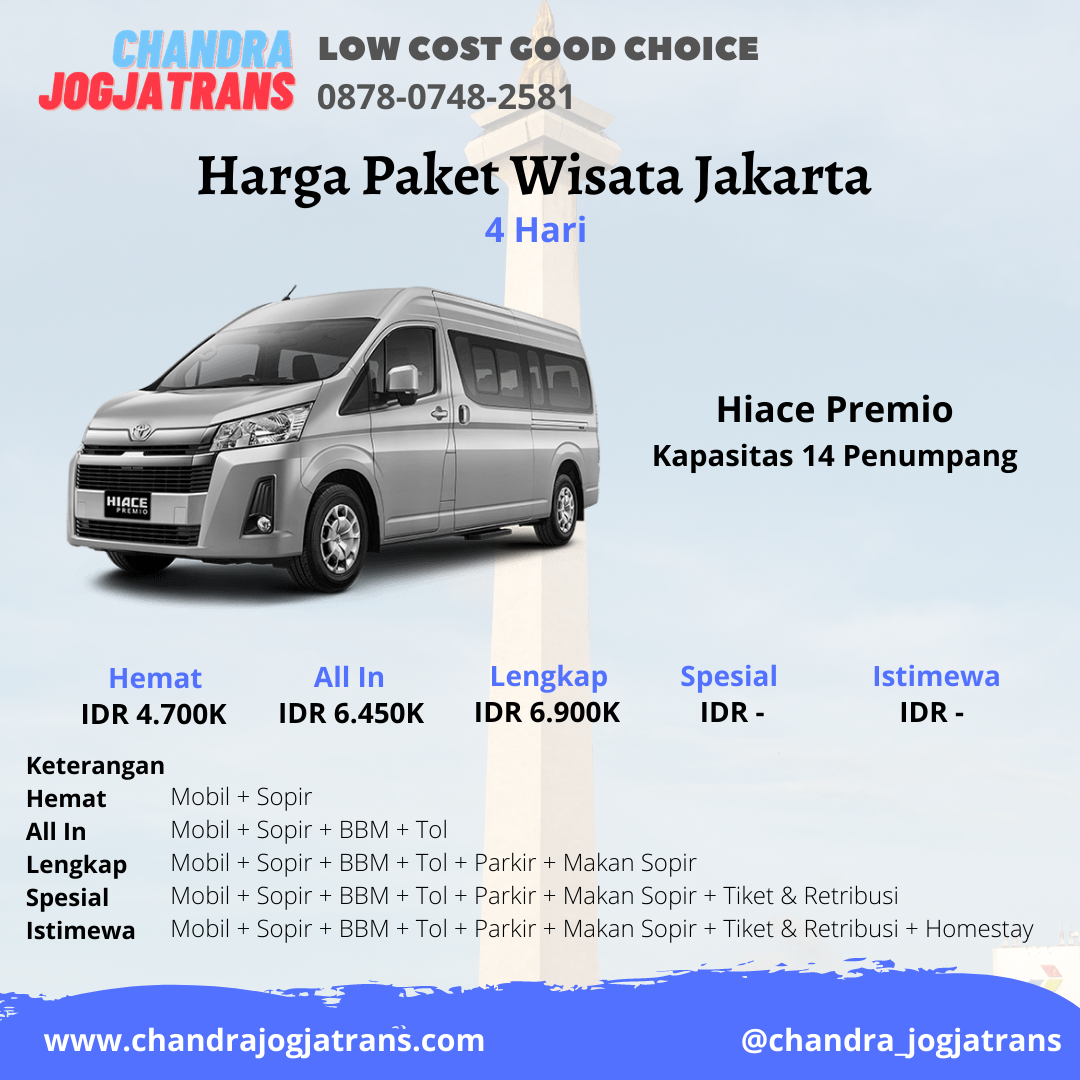 CHANDRA
JOGJATRANS
LOW COST GOOD CHOICE
0878-0748-2581
Harga Paket Wisata Jakarta
4 Hari
HIACE
PREMIO
Hiace Premio
Kapasitas 14 Penumpang
Hemat All In Lengkap Spesial Istimewa
IDR 4.700K IDR 6.450K IDR 6.900K IDR - IDR -
Keterangan
Hemat Mobil + Sopir
All In Mobil + Sopir + BBM + Tol
Lengkap Mobil + Sopir + BBM + Tol + Parkir + Makan Sopir
Spesial Mobil + Sopir + BBM + Tol + Parkir + Makan Sopir + Tiket & Retribusi
Istimewa Mobil + Sopir + BBM + Tol + Parkir + Makan Sopir + Tiket & Retribusi + Homestay
www.chandrajogjatrans.com
@chandra_jogjatrans